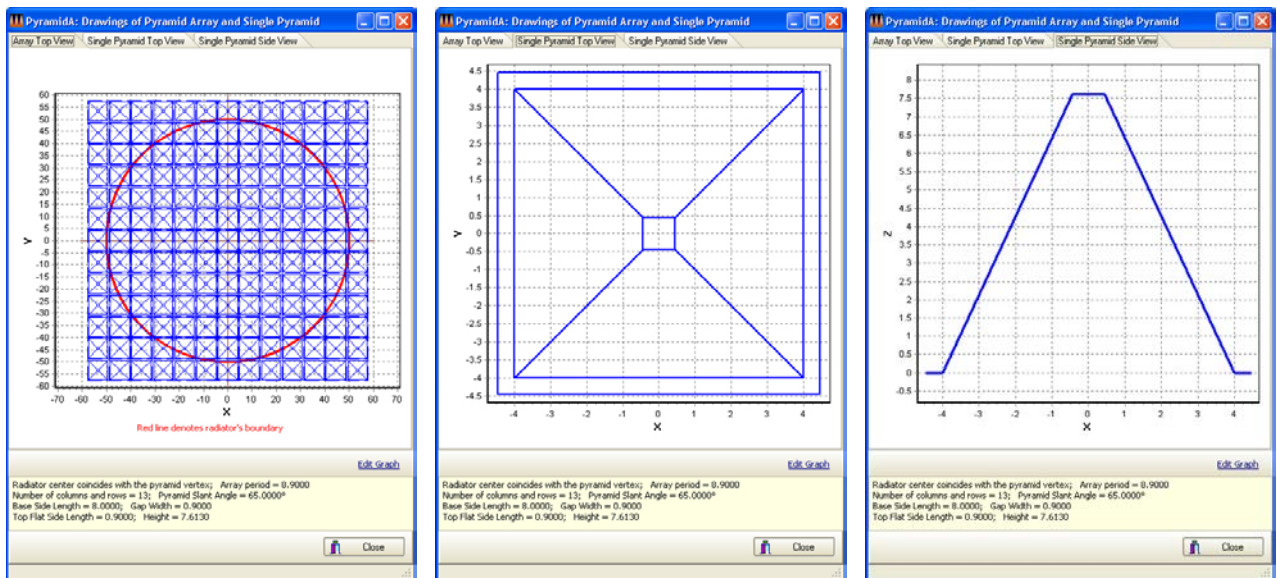 PyramidA: Drawings of Pyramid Array and Single Pyramid
Array Top View Single Pyramid Top View Single Pyramid Side View
60
55
50
45
40
35
30
25
20
15
10
5
0
-5
-10
-15
-20
-25
-30
-35
-40
-45
-50
-55
-60
Y
-70 -60 -50 -40 -30 -20 -10 0 10 20 30 40 50 60 70
X
Red line denotes radiator's boundary
Edit Graph
Radiator center coincides with the pyramid vertex; Array period = 8.9000
Number of columns and rows = 13; Pyramid Slant Angle = 65.0000°
Base Side Length = 8.0000; Gap Width = 0.9000
Top Flat Side Length = 0.9000; Height = 7.6130
Close
PyramidA: Drawings of Pyramid Array and Single Pyramid
Array Top View Single Pyramid Top View Single Pyramid Side View
4.5
4
3.5
3
2.5
2
1.5
1
0.5
0
-0.5
-1
-1.5
-2
-2.5
-3
-3.5
-4
-4.5
Y
-4 -3 -2 -1 0 1 2 3 4
X
Edit Graph
Radiator center coincides with the pyramid vertex; Array period = 8.9000
Number of columns and rows = 13; Pyramid Slant Angle = 65.0000°
Base Side Length = 8.0000; Gap Width = 0.9000
Top Flat Side Length = 0.9000; Height = 7.6130
Close
PyramidA: Drawings of Pyramid Array and Single Pyramid
Array Top View Single Pyramid Top View Single Pyramid Side View
8
7.5
7
6.5
6
5.5
5
4.5
4
3.5
3
2.5
2
1.5
1
0.5
0
-0.5
Z
-4 -3 -2 -1 0 1 2 3 4
X
Edit Graph
Radiator center coincides with the pyramid vertex; Array period = 8.9000
Number of columns and rows = 13; Pyramid Slant Angle = 65.0000°
Base Side Length = 8.0000; Gap Width = 0.9000
Top Flat Side Length = 0.9000; Height = 7.6130
Close